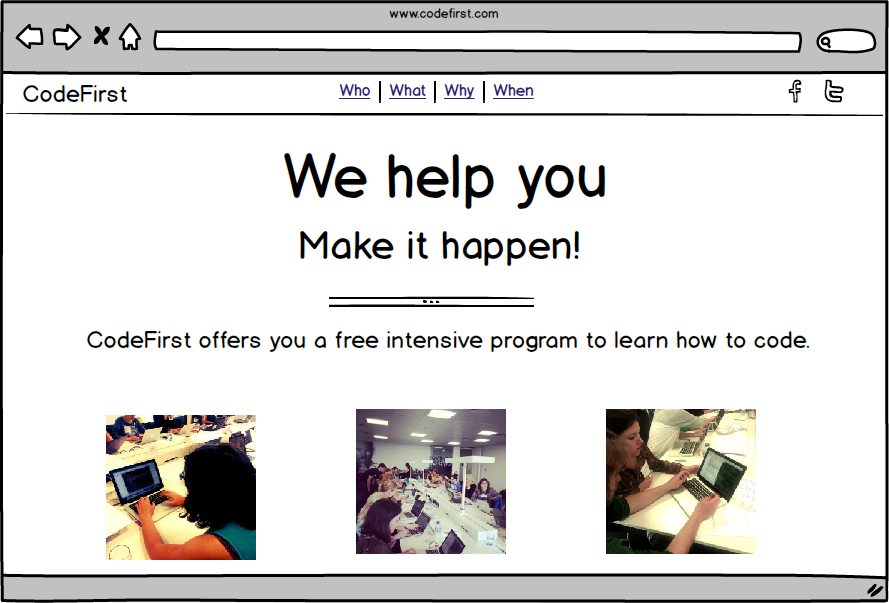 www.codefirst.com
CodeFirst
Who | What | Why | When
We help you
Make it happen!
CodeFirst offers you a free intensive program to learn how to code.